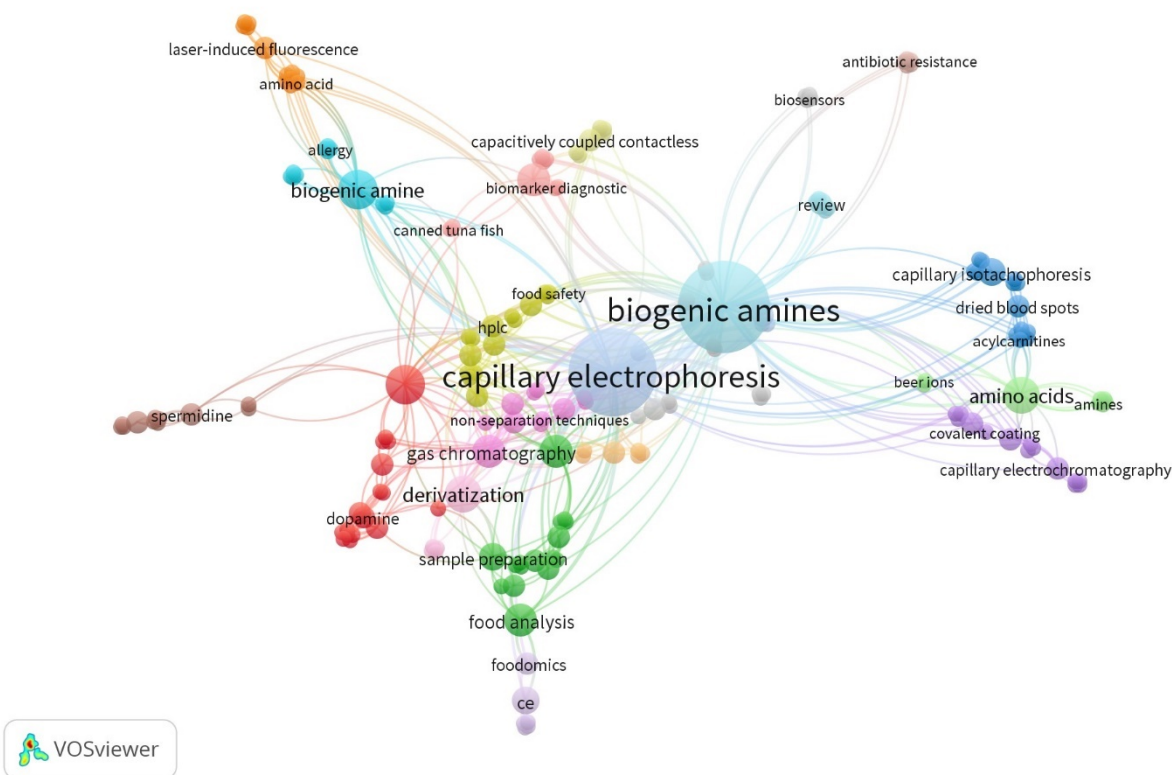 laser-induced fluorescence
antibiotic resistance
amino acid
biosensors
capacitively coupled contactless
allergy
biogenic amine
biomarker diagnostic
review
canned tuna fish
capillary isotachophoresis
food safety
dried blood spots
biogenic amines
hplc
acylcarnitines
capillary electrophoresis
beer ions
amino acids
amines
spermidine
non-separation techniques
covalent coating
gas chromatography
capillary electrochromatography
derivatization
dopamine
sample preparation
food analysis
foodomics
ce
VOSviewer